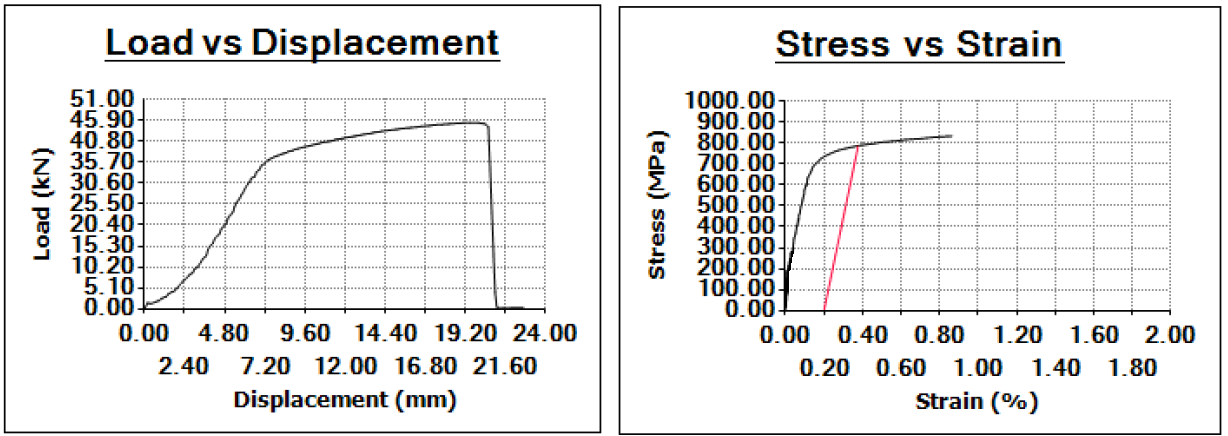 Load vs Displacement
Load (kN)
51.00
45.90
40.80
35.70
30.60
25.50
20.40
15.30
10.20
5.10
0.00
0.00 4.80 9.60 14.40 19.20 24.00
2.40 7.20 12.00 16.80 21.60
Displacement (mm)
Stress vs Strain
Stress (MPa)
1000.00
900.00
800.00
700.00
600.00
500.00
400.00
300.00
200.00
100.00
0.00
0.00 0.40 0.80 1.20 1.60 2.00
0.20 0.60 1.00 1.40 1.80
Strain (%)